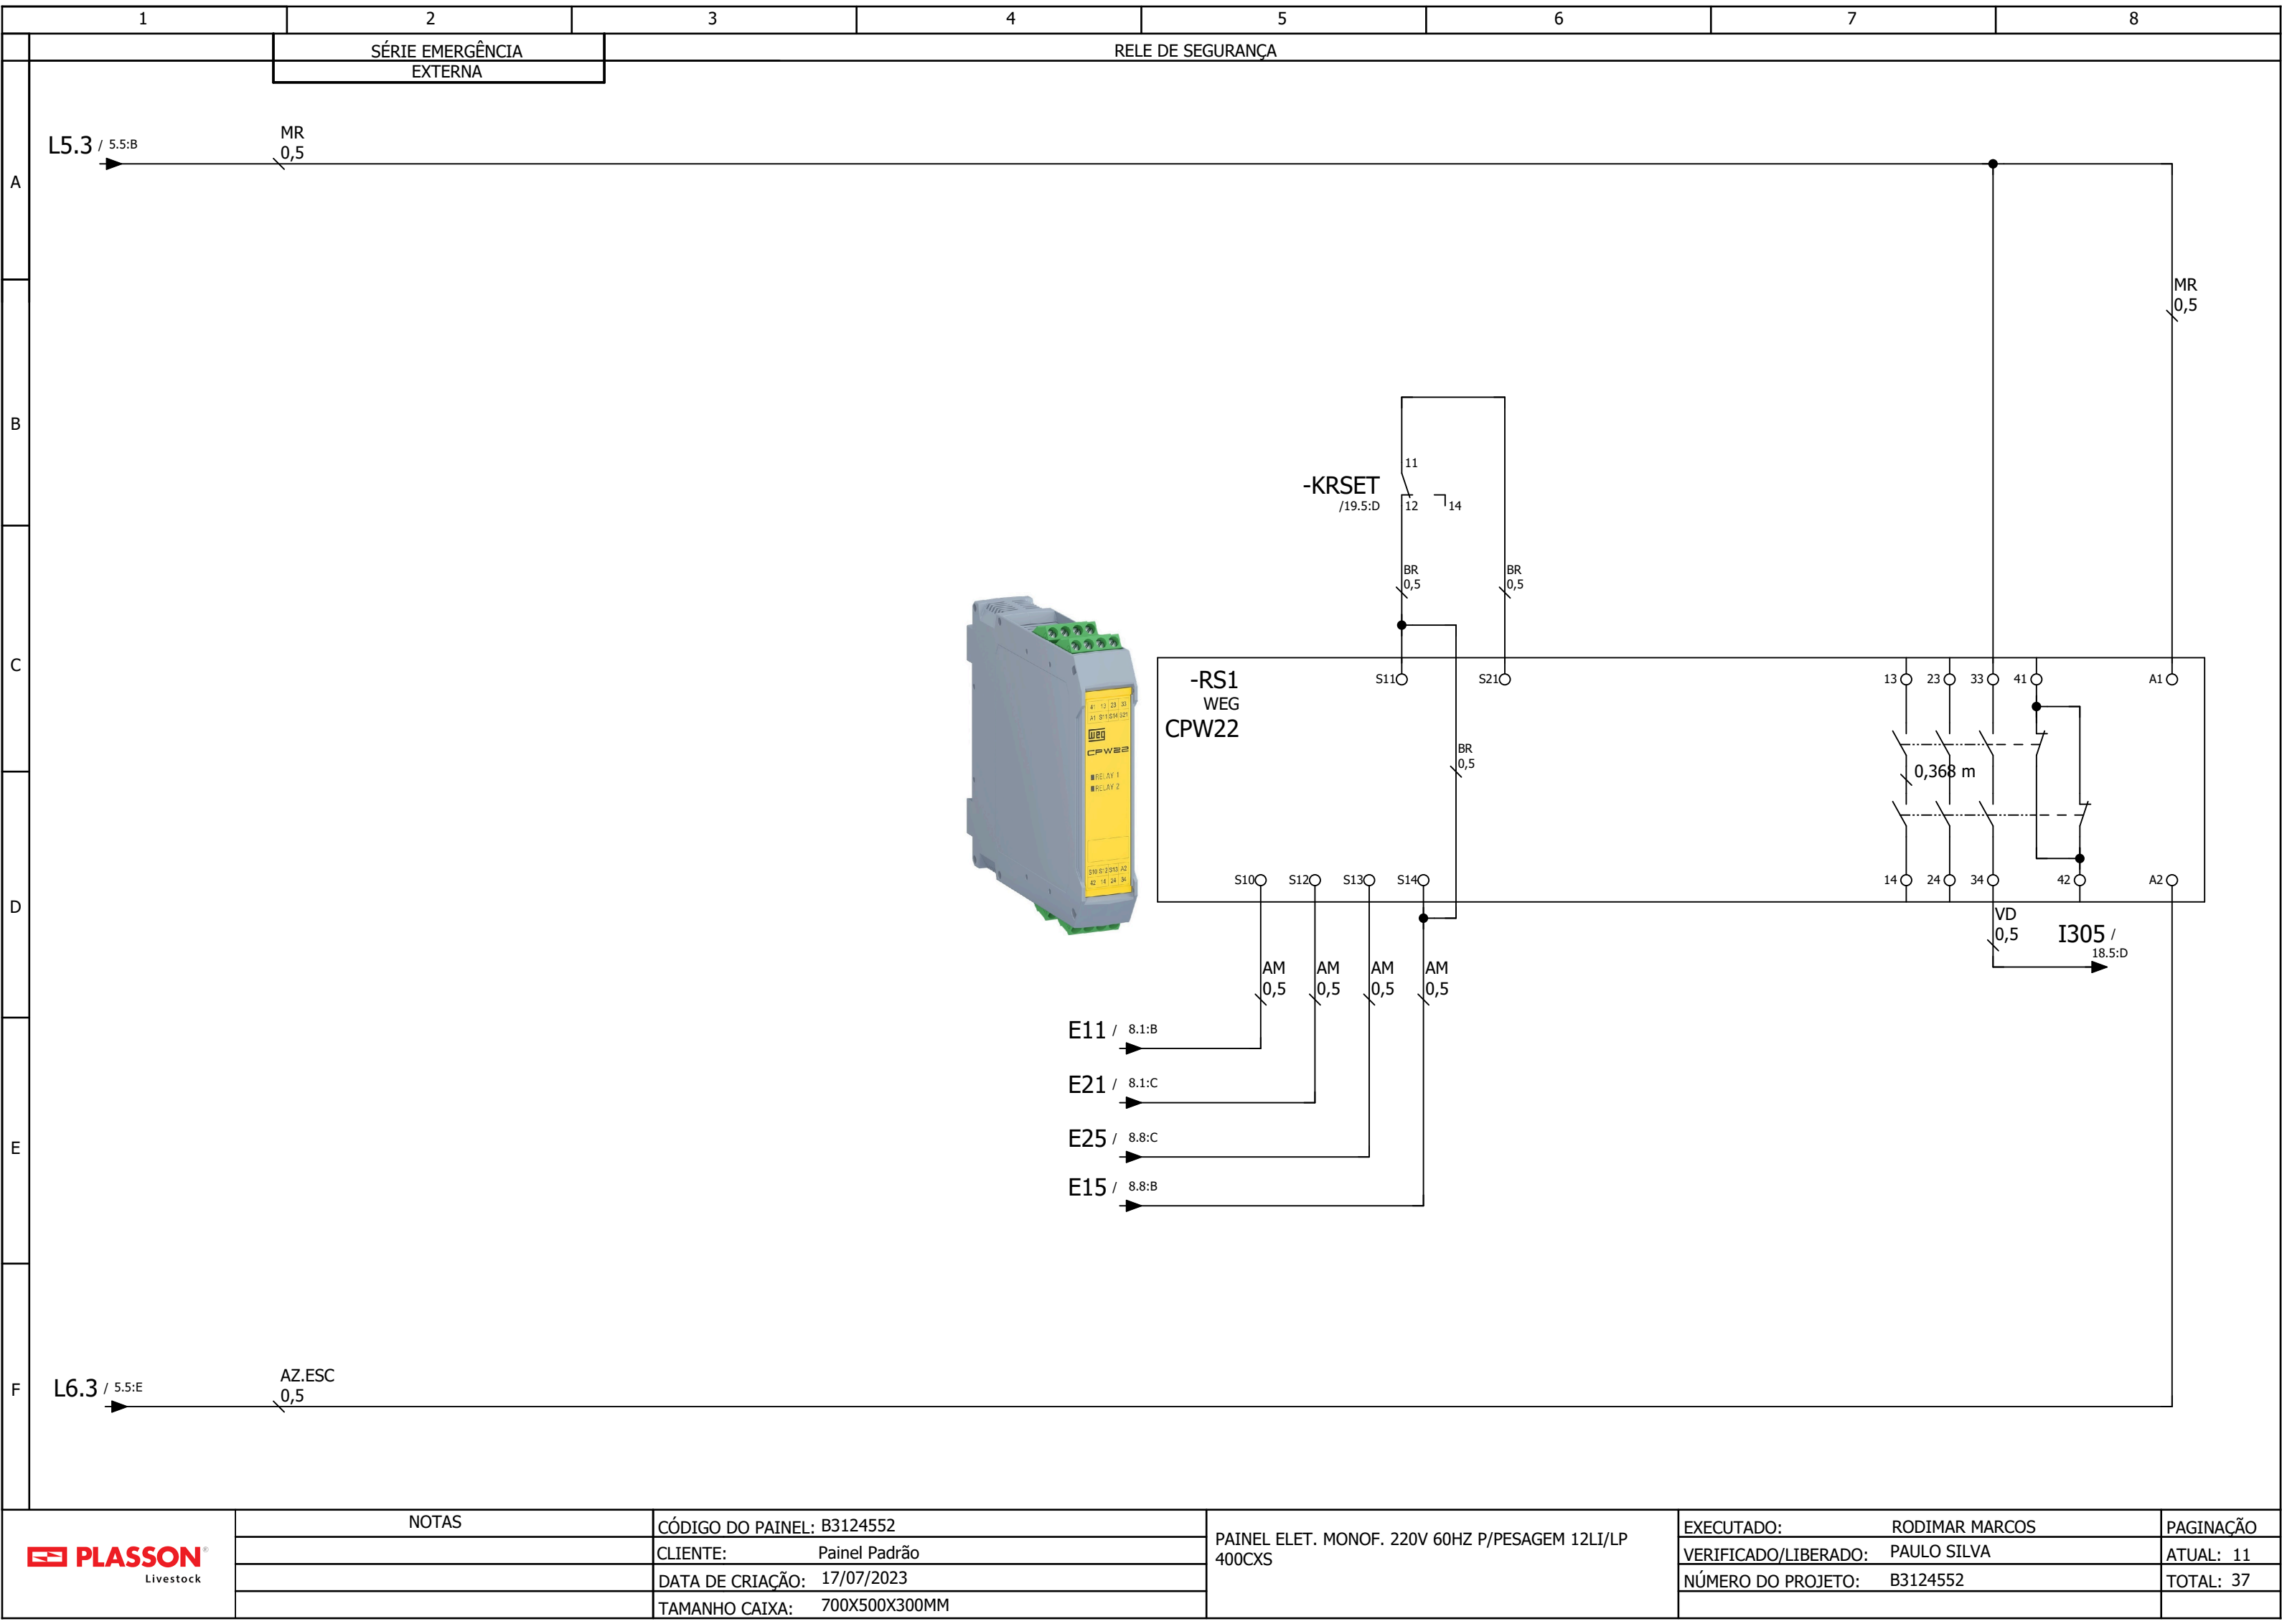 1 2 3 4 5 6 7 8
SÉRIE EMERGÊNCIA
EXTERNA
RELE DE SEGURANÇA
A
B
C
D
E
F
L5.3 / 5.5:B
MR
0,5
MR
0,5
-KRSET
/19.5:D
11
12
14
BR
0,5
BR
0,5
-RS1
WEG
CPW22
S11
S21
13
23
33
41
A1
BR
0,5
0,368 m
S10
S12
S13
S14
14
24
34
42
A2
weg
CPW22
RELAY 1
RELAY 2
VD
0,5
I305 /
18.5:D
AM
0,5
AM
0,5
AM
0,5
AM
0,5
E11 / 8.1:B
E21 / 8.1:C
E25 / 8.8:C
E15 / 8.8:B
L6.3 / 5.5:E
AZ.ESC
0,5
PLASSON
Livestock
NOTAS
CÓDIGO DO PAINEL: B3124552
CLIENTE: Painel Padrão
DATA DE CRIAÇÃO: 17/07/2023
TAMANHO CAIXA: 700X500X300MM
PAINEL ELET. MONOF. 220V 60HZ P/PESAGEM 12LI/LP
400CXS
EXECUTADO: RODIMAR MARCOS
VERIFICADO/LIBERADO: PAULO SILVA
NÚMERO DO PROJETO: B3124552
PAGINAÇÃO
ATUAL: 11
TOTAL: 37